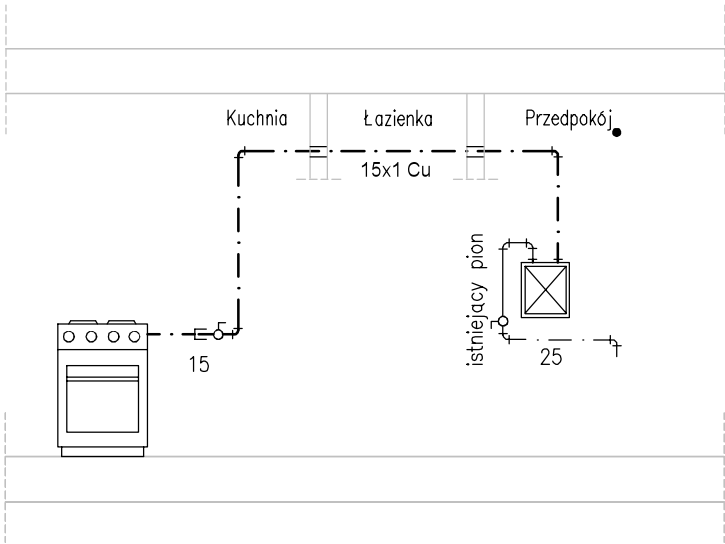 Kuchnia
Łazienka
Przedpokój
15x1 Cu
istniejący pion
15
25